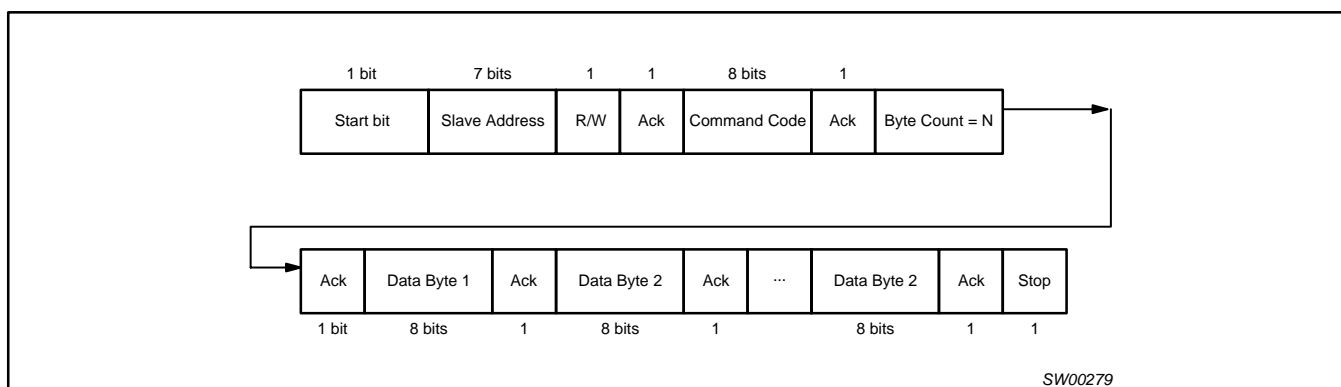 1 bit 7 bits 1 1 8 bits 1
Start bit Slave Address R/W Ack Command Code Ack Byte Count = N
Ack Data Byte 1 Ack Data Byte 2 Ack ... Data Byte 2 Ack Stop
1 bit 8 bits 1 8 bits 1 8 bits 1 1
SW00279